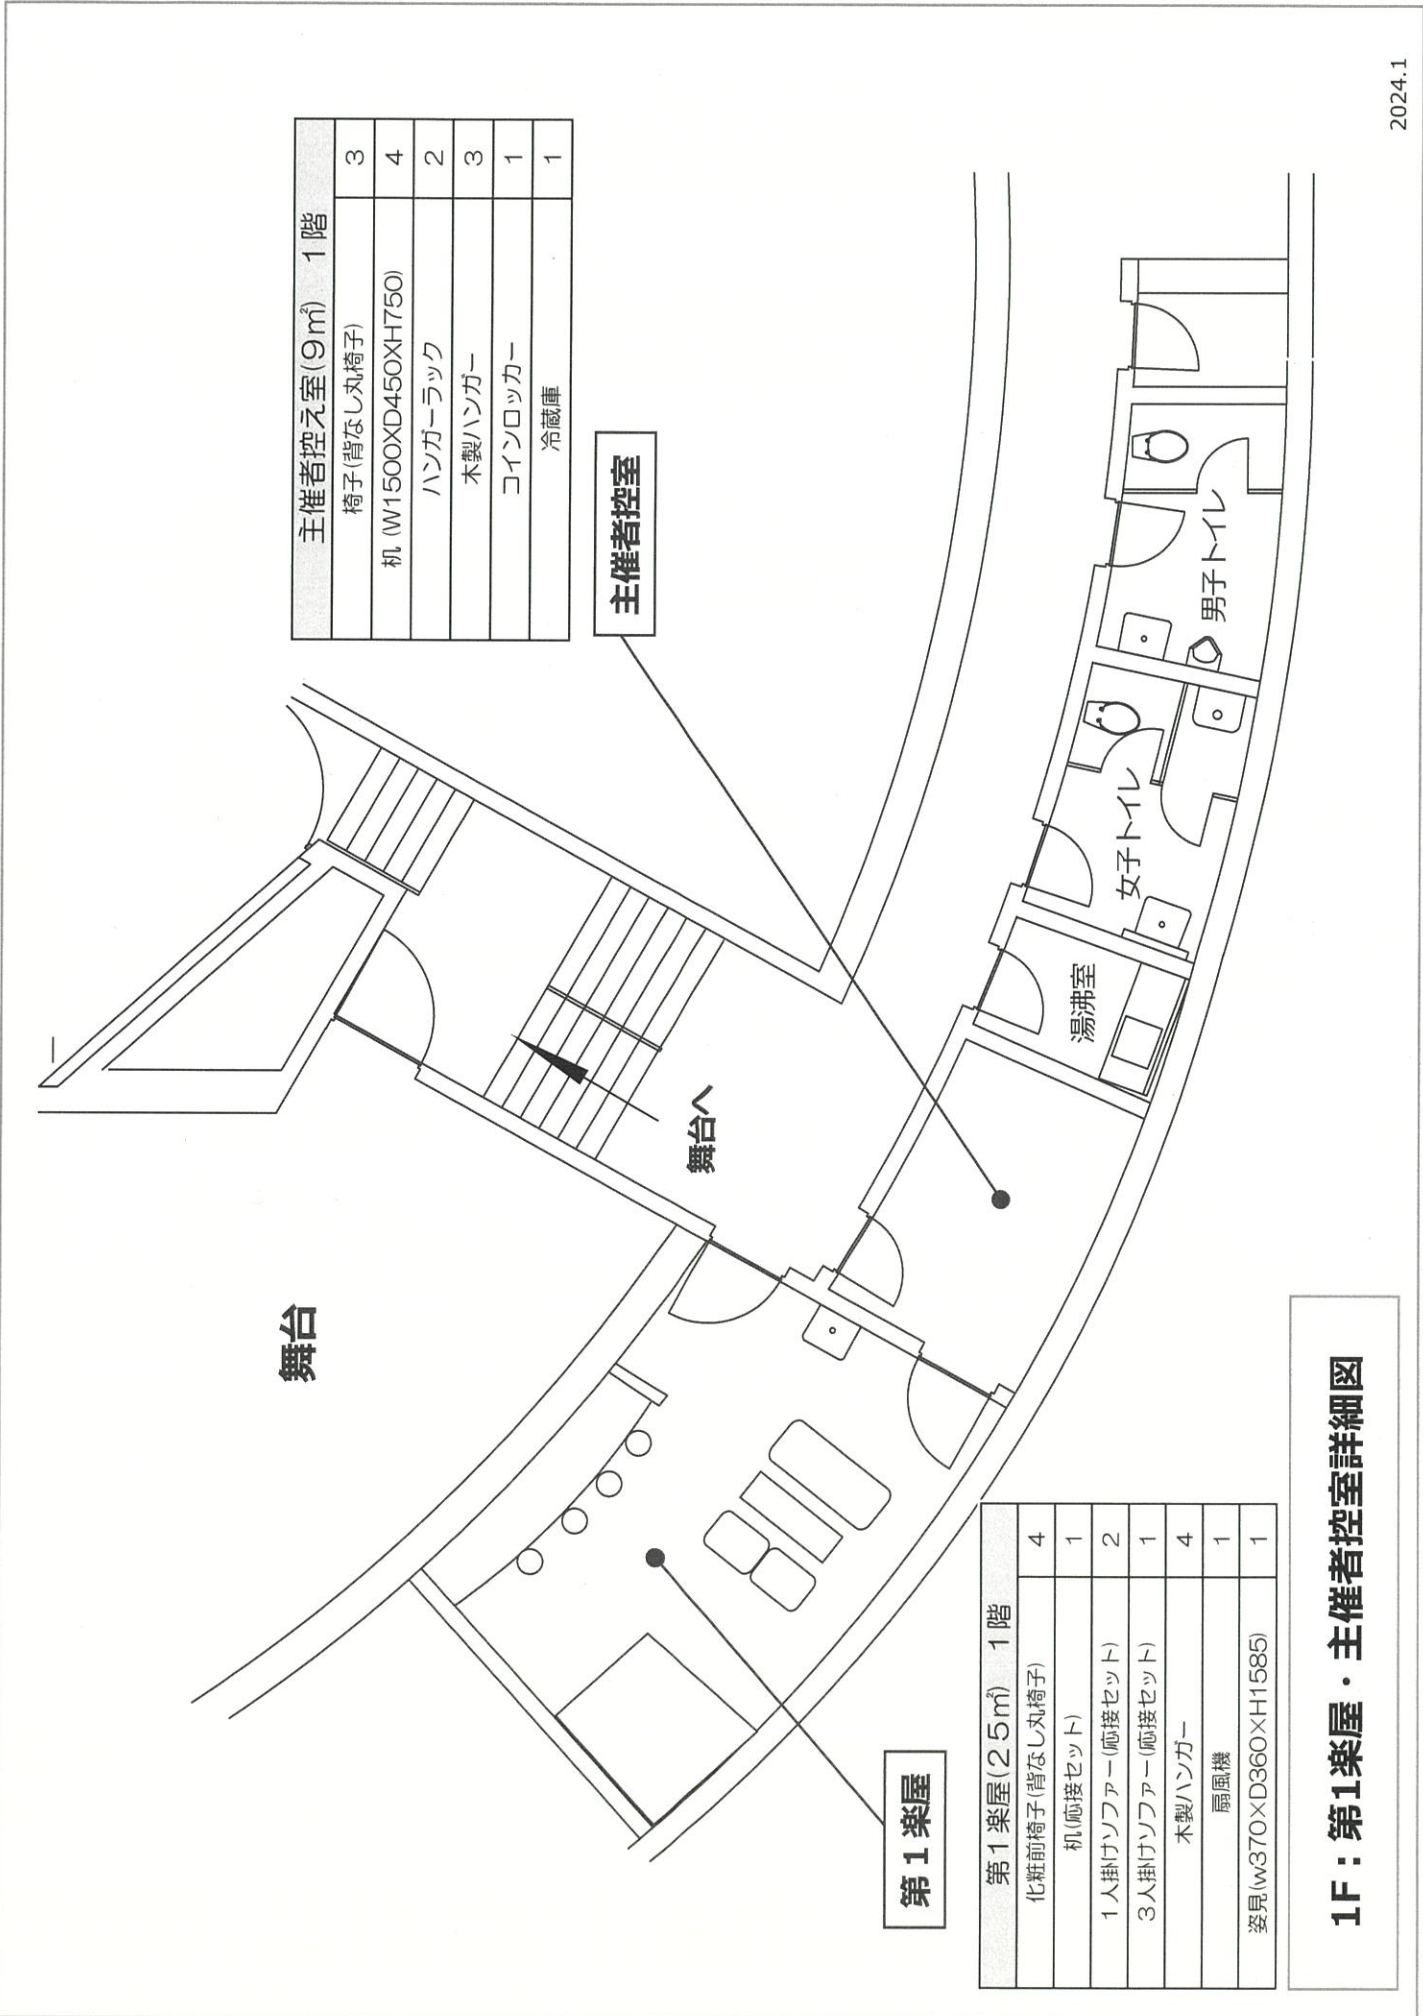 主催者控え室(9㎡) 1階
椅子(背なし丸椅子) 3
机 (W1500XD450XH750) 4
ハンガーラック 2
木製ハンガー 3
コインロッカー 1
冷蔵庫 1
主催者控室
舞台
舞台へ
湯沸室
女子トイレ
男子トイレ
第1楽屋
第1楽屋(25㎡) 1階
化粧前椅子(背なし丸椅子) 4
机(応接セット) 1
1人掛けソファー(応接セット) 2
3人掛けソファー(応接セット) 1
木製ハンガー 4
扇風機 1
姿見(w370×D360×H1585) 1
1F：第1楽屋・主催者控室詳細図
2024.1